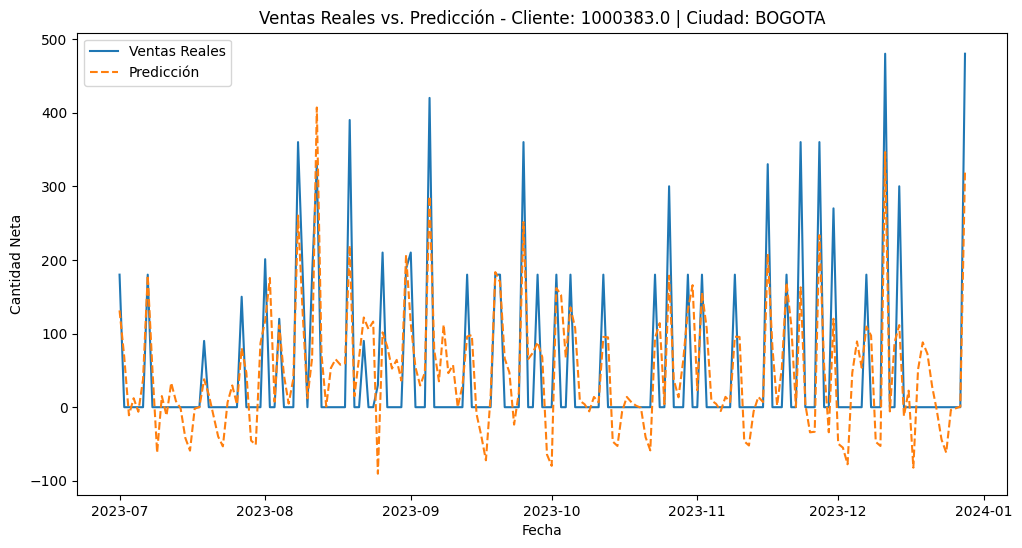 Ventas Reales vs. Predicción - Cliente: 1000383.0 | Ciudad: BOGOTA
Ventas Reales
Predicción
Cantidad Neta
500
400
300
200
100
0
−100
2023-07
2023-08
2023-09
2023-10
2023-11
2023-12
2024-01
Fecha